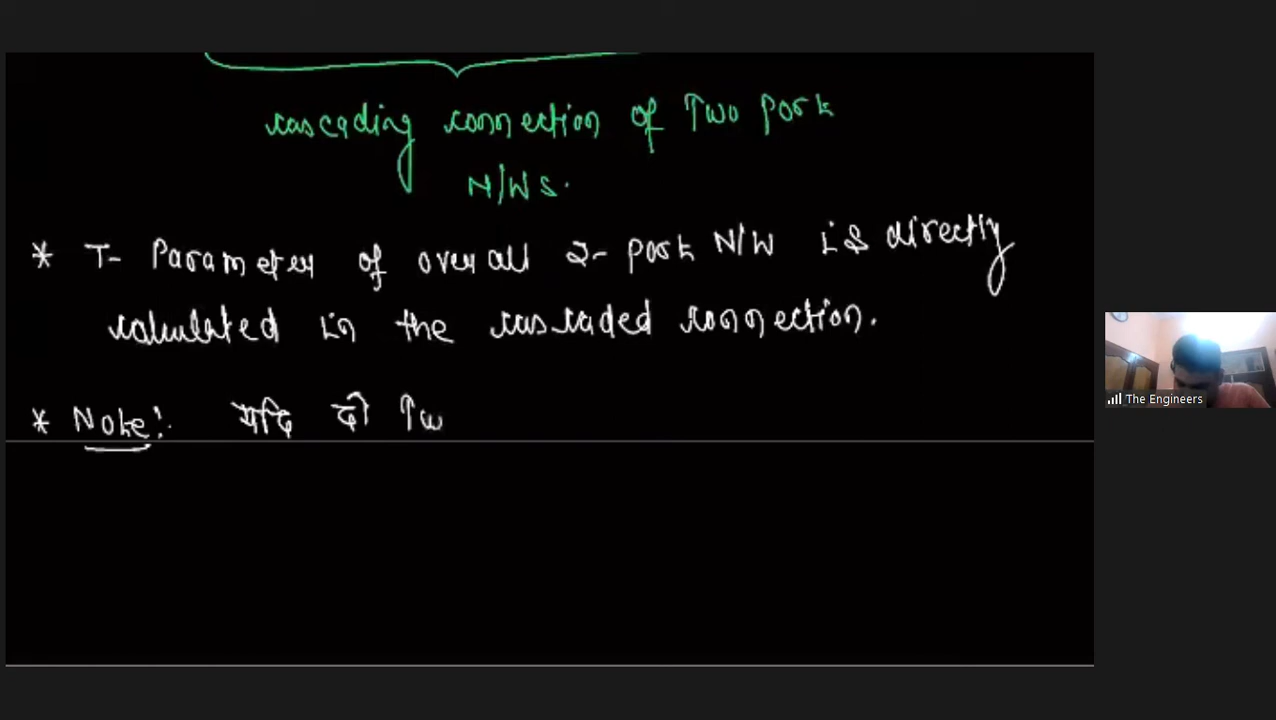 cascading connection of Two port
N/WS.
* T- Parameter of overall 2- port N/W is directly
calculated in the cascaded connection.
* Note:- यदि दो Tw
The Engineers